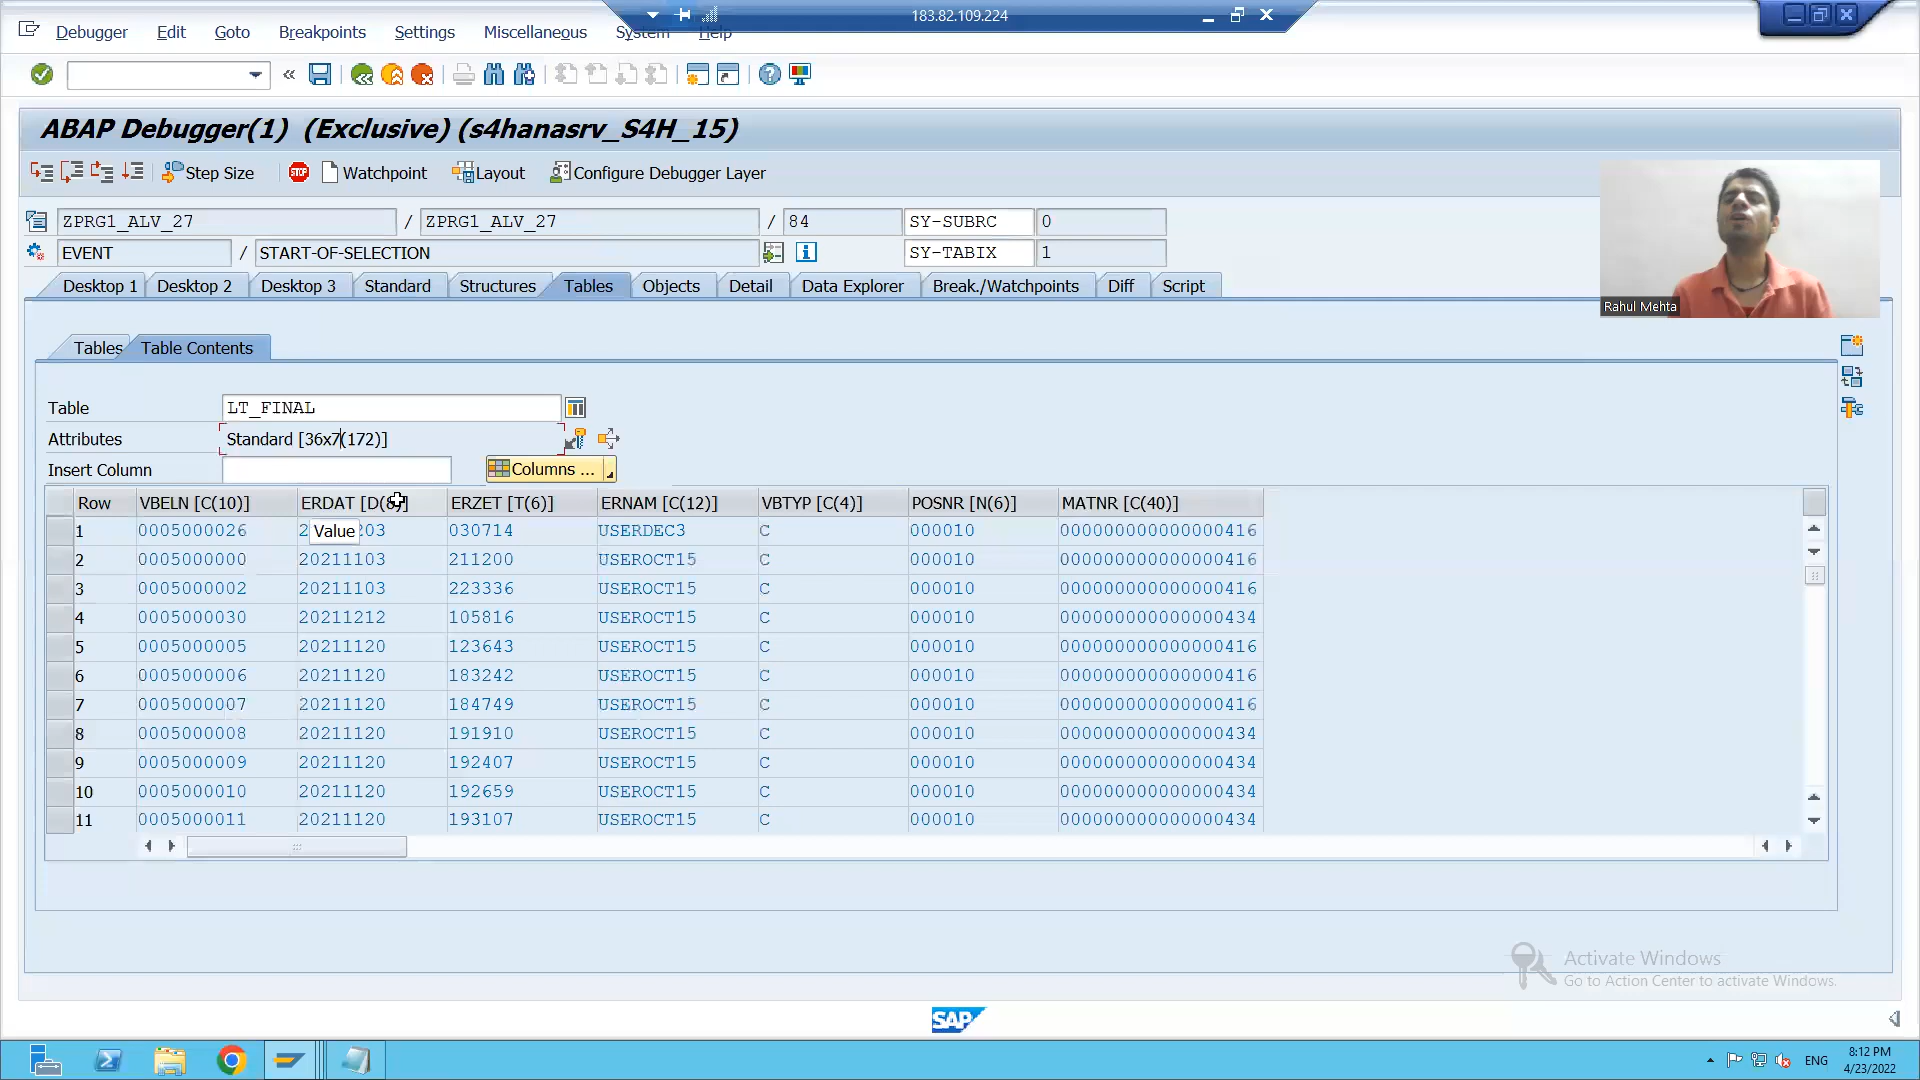 183.82.109.224
Debugger Edit Goto Breakpoints Settings Miscellaneous System Help
ABAP Debugger(1) (Exclusive) (s4hanasrv_S4H_15)
Step Size STOP Watchpoint Layout Configure Debugger Layer
ZPRG1_ALV_27 / ZPRG1_ALV_27 / 84 SY-SUBRC 0
EVENT / START-OF-SELECTION SY-TABIX 1
Desktop 1 Desktop 2 Desktop 3 Standard Structures Tables Objects Detail Data Explorer Break./Watchpoints Diff Script
Rahul Mehta
Tables Table Contents
Table LT_FINAL
Attributes Standard [36x7(172)]
Insert Column Columns ...
Row VBELN [C(10)] ERDAT [D(8)] ERZET [T(6)] ERNAM [C(12)] VBTYP [C(4)] POSNR [N(6)] MATNR [C(40)]
1 0005000026 2 Value 203 030714 USERDEC3 C 000010 000000000000000416
2 0005000000 20211103 211200 USEROCT15 C 000010 000000000000000416
3 0005000002 20211103 223336 USEROCT15 C 000010 000000000000000416
4 0005000030 20211212 105816 USEROCT15 C 000010 000000000000000434
5 0005000005 20211120 123643 USEROCT15 C 000010 000000000000000416
6 0005000006 20211120 183242 USEROCT15 C 000010 000000000000000416
7 0005000007 20211120 184749 USEROCT15 C 000010 000000000000000416
8 0005000008 20211120 191910 USEROCT15 C 000010 000000000000000434
9 0005000009 20211120 192407 USEROCT15 C 000010 000000000000000434
10 0005000010 20211120 192659 USEROCT15 C 000010 000000000000000434
11 0005000011 20211120 193107 USEROCT15 C 000010 000000000000000434
Activate Windows
Go to Action Center to activate Windows.
SAP
ENG
8:12 PM
4/23/2022